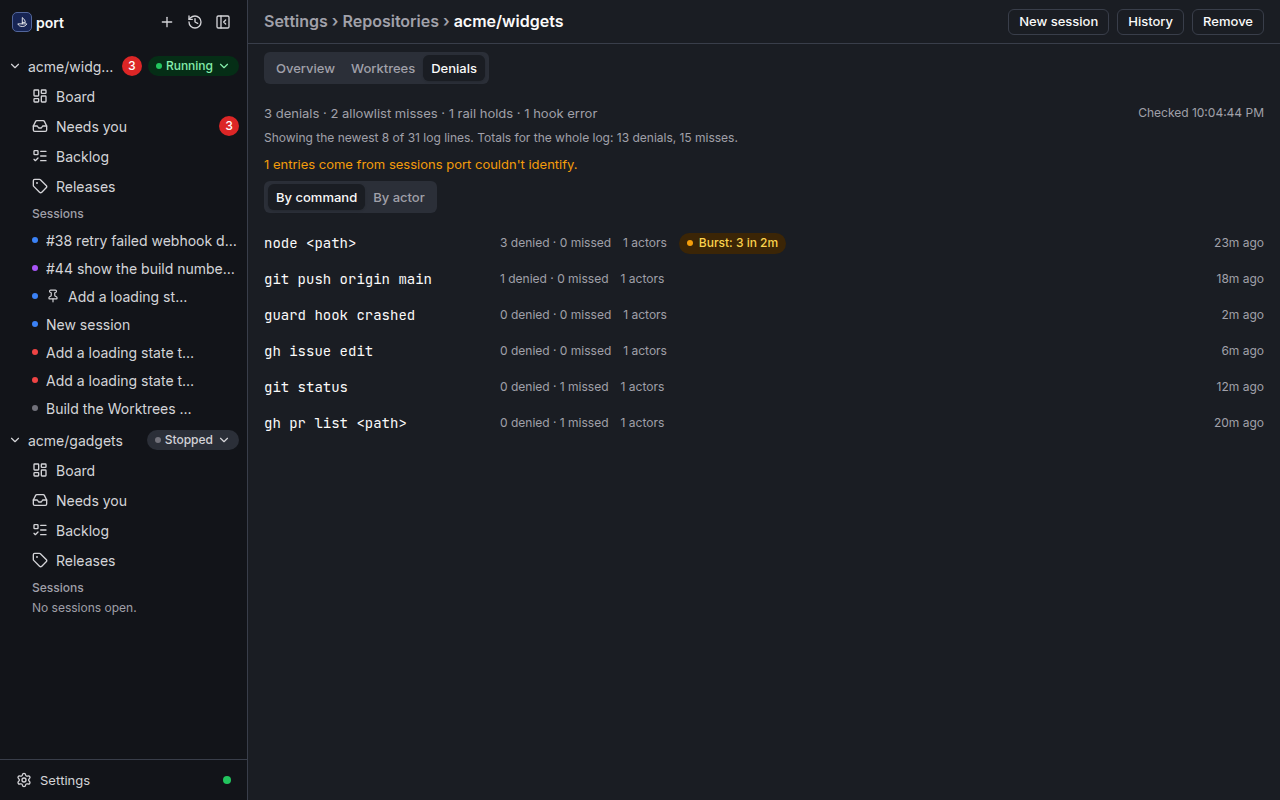 port
acme/widg... 3 Running
Board
Needs you 3
Backlog
Releases
Sessions
#38 retry failed webhook d...
#44 show the build numbe...
Add a loading st...
New session
Add a loading state t...
Add a loading state t...
Build the Worktrees ...
acme/gadgets Stopped
Board
Needs you
Backlog
Releases
Sessions
No sessions open.
Settings
Settings › Repositories › acme/widgets New session History Remove
Overview Worktrees Denials
3 denials · 2 allowlist misses · 1 rail holds · 1 hook error Checked 10:04:44 PM
Showing the newest 8 of 31 log lines. Totals for the whole log: 13 denials, 15 misses.
1 entries come from sessions port couldn't identify.
By command By actor
node <path> 3 denied · 0 missed 1 actors Burst: 3 in 2m 23m ago
git push origin main 1 denied · 0 missed 1 actors 18m ago
guard hook crashed 0 denied · 0 missed 1 actors 2m ago
gh issue edit 0 denied · 0 missed 1 actors 6m ago
git status 0 denied · 1 missed 1 actors 12m ago
gh pr list <path> 0 denied · 1 missed 1 actors 20m ago